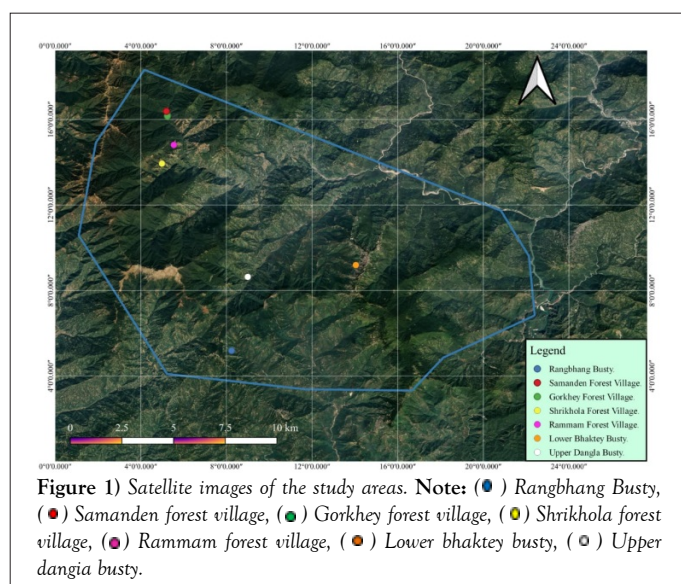 0°0'0.000" 4°0'0.000" 8°0'0.000" 12°0'0.000" 16°0'0.000" 20°0'0.000" 24°0'0.000"
16°0'0.000" 16°0'0.000"
12°0'0.000" 12°0'0.000"
8°0'0.000" 8°0'0.000"
Legend
Rangbhang Busty.
Samanden Forest Village.
Gorkhey Forest Village.
Shrikhola Forest Village.
Rammam Forest Village.
Lower Bhaktey Busty.
Upper Dangla Busty.
4°0'0.000" 4°0'0.000"
0 2.5 5 7.5 10 km
0°0'0.000" 4°0'0.000" 8°0'0.000" 12°0'0.000" 16°0'0.000" 20°0'0.000" 24°0'0.000"
Figure 1) Satellite images of the study areas. Note: ( ) Rangbhang Busty,
( ) Samanden forest village, ( ) Gorkhey forest village, ( ) Shrikhola forest
village, ( ) Rammam forest village, ( ) Lower bhaktey busty, ( ) Upper
dangia busty.